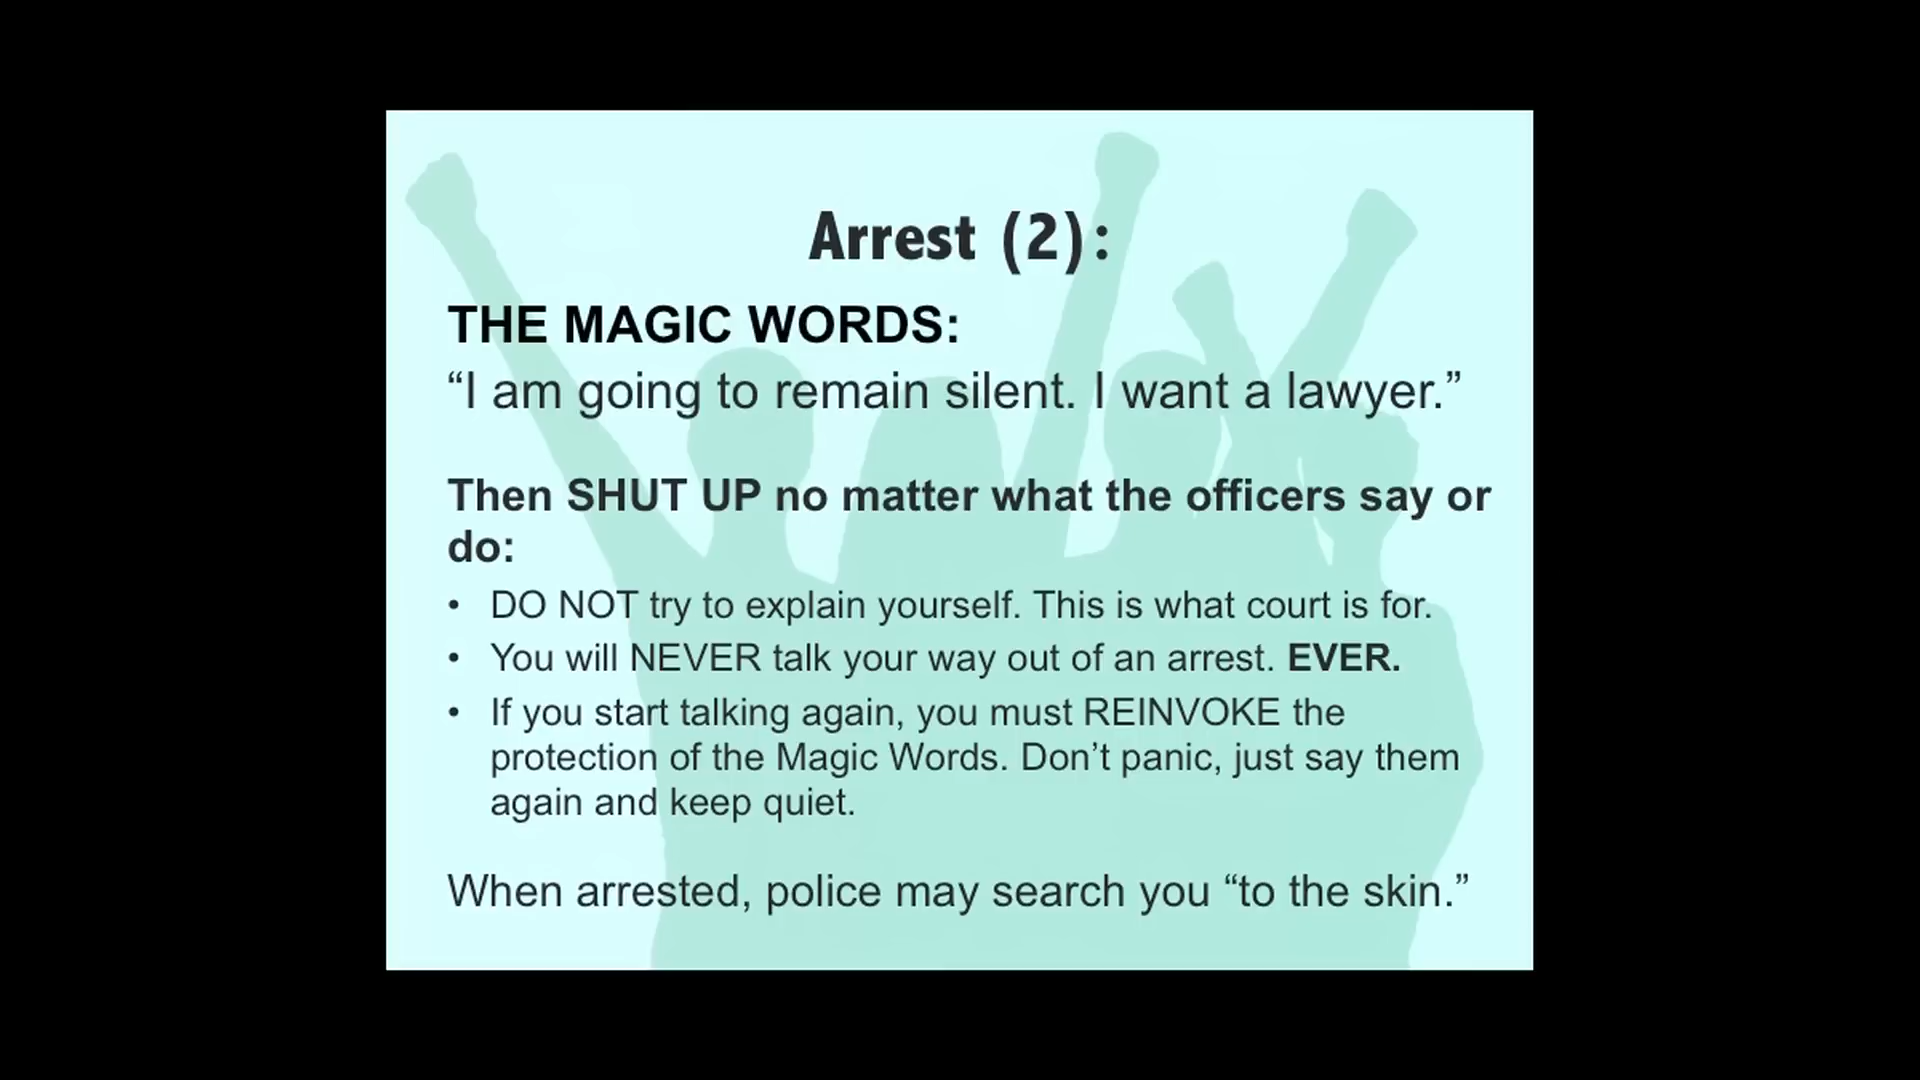 Arrest (2):
THE MAGIC WORDS:
“I am going to remain silent. I want a lawyer.”
Then SHUT UP no matter what the officers say or
do:
• DO NOT try to explain yourself. This is what court is for.
• You will NEVER talk your way out of an arrest. EVER.
• If you start talking again, you must REINVOKE the
protection of the Magic Words. Don’t panic, just say them
again and keep quiet.
When arrested, police may search you “to the skin.”